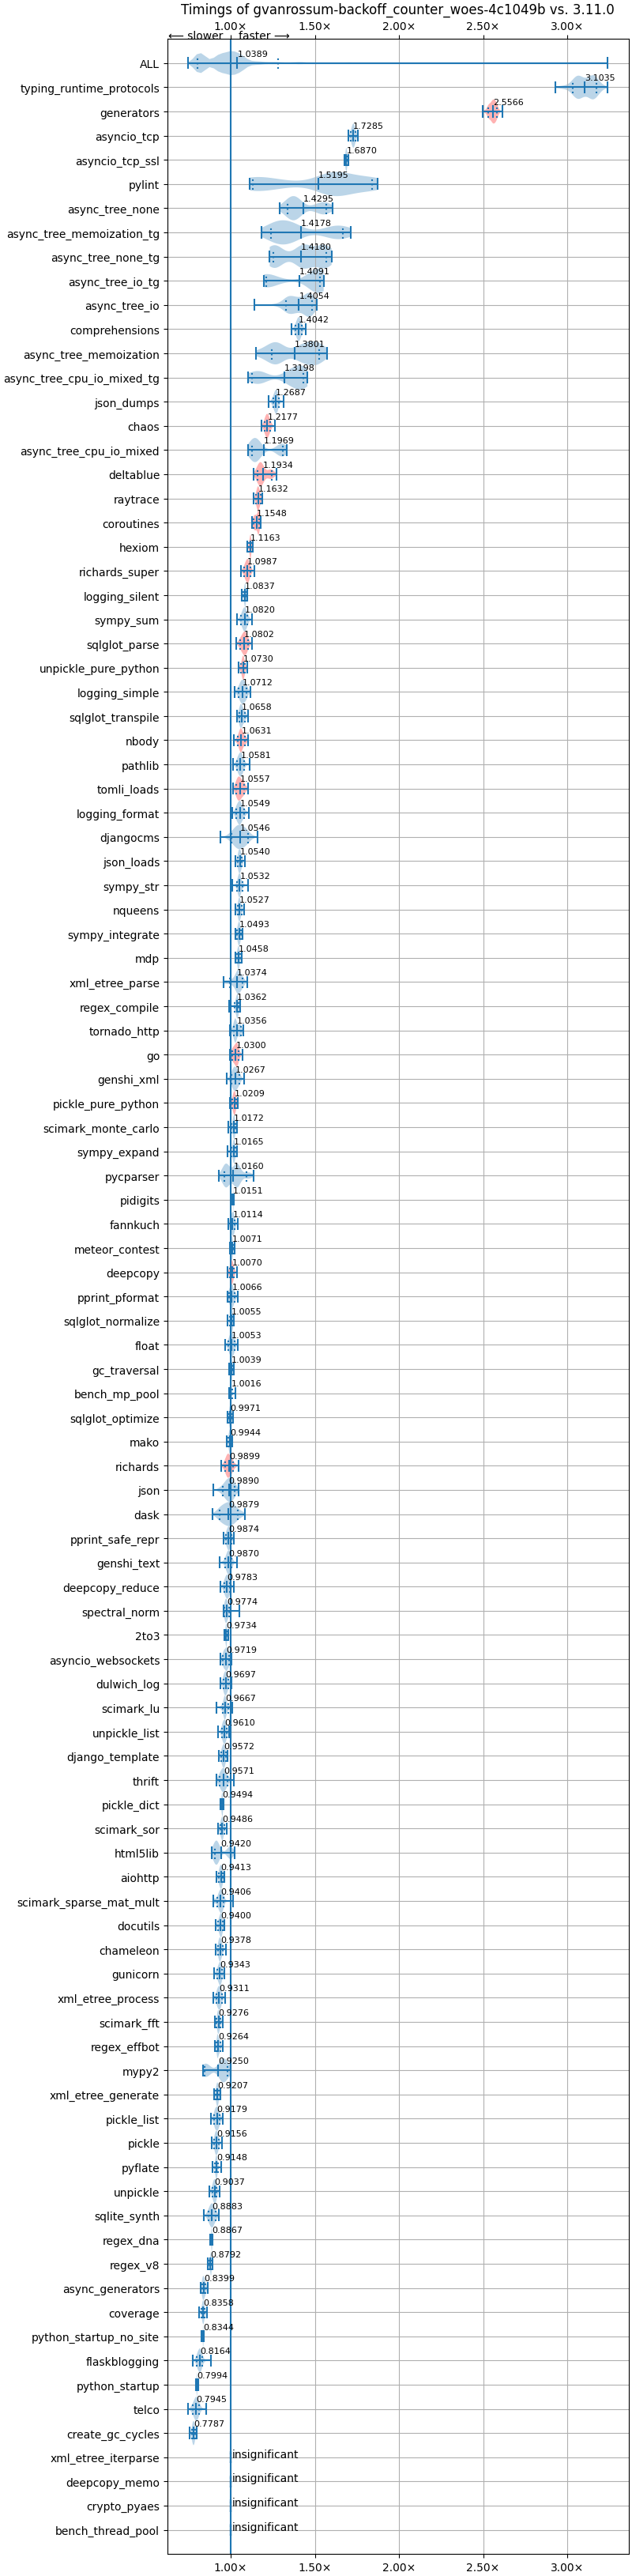 Timings of gvanrossum-backoff_counter_woes-4c1049b vs. 3.11.0
1.00× 1.50× 2.00× 2.50× 3.00×
⟵ slower faster ⟶
ALL 1.0389
typing_runtime_protocols 3.1035
generators 2.5566
asyncio_tcp 1.7285
asyncio_tcp_ssl 1.6870
pylint 1.5195
async_tree_none 1.4295
async_tree_memoization_tg 1.4178
async_tree_none_tg 1.4180
async_tree_io_tg 1.4091
async_tree_io 1.4054
comprehensions 1.4042
async_tree_memoization 1.3801
async_tree_cpu_io_mixed_tg 1.3198
json_dumps 1.2687
chaos 1.2177
async_tree_cpu_io_mixed 1.1969
deltablue 1.1934
raytrace 1.1632
coroutines 1.1548
hexiom 1.1163
richards_super 1.0987
logging_silent 1.0837
sympy_sum 1.0820
sqlglot_parse 1.0802
unpickle_pure_python 1.0730
logging_simple 1.0712
sqlglot_transpile 1.0658
nbody 1.0631
pathlib 1.0581
tomli_loads 1.0557
logging_format 1.0549
djangocms 1.0546
json_loads 1.0540
sympy_str 1.0532
nqueens 1.0527
sympy_integrate 1.0493
mdp 1.0458
xml_etree_parse 1.0374
regex_compile 1.0362
tornado_http 1.0356
go 1.0300
genshi_xml 1.0267
pickle_pure_python 1.0209
scimark_monte_carlo 1.0172
sympy_expand 1.0165
pycparser 1.0160
pidigits 1.0151
fannkuch 1.0114
meteor_contest 1.0071
deepcopy 1.0070
pprint_pformat 1.0066
sqlglot_normalize 1.0055
float 1.0053
gc_traversal 1.0039
bench_mp_pool 1.0016
sqlglot_optimize 0.9971
mako 0.9944
richards 0.9899
json 0.9890
dask 0.9879
pprint_safe_repr 0.9874
genshi_text 0.9870
deepcopy_reduce 0.9783
spectral_norm 0.9774
2to3 0.9734
asyncio_websockets 0.9719
dulwich_log 0.9697
scimark_lu 0.9667
unpickle_list 0.9610
django_template 0.9572
thrift 0.9571
pickle_dict 0.9494
scimark_sor 0.9486
html5lib 0.9420
aiohttp 0.9413
scimark_sparse_mat_mult 0.9406
docutils 0.9400
chameleon 0.9378
gunicorn 0.9343
xml_etree_process 0.9311
scimark_fft 0.9276
regex_effbot 0.9264
mypy2 0.9250
xml_etree_generate 0.9207
pickle_list 0.9179
pickle 0.9156
pyflate 0.9148
unpickle 0.9037
sqlite_synth 0.8883
regex_dna 0.8867
regex_v8 0.8792
async_generators 0.8399
coverage 0.8358
python_startup_no_site 0.8344
flaskblogging 0.8164
python_startup 0.7994
telco 0.7945
create_gc_cycles 0.7787
xml_etree_iterparse insignificant
deepcopy_memo insignificant
crypto_pyaes insignificant
bench_thread_pool insignificant
1.00× 1.50× 2.00× 2.50× 3.00×